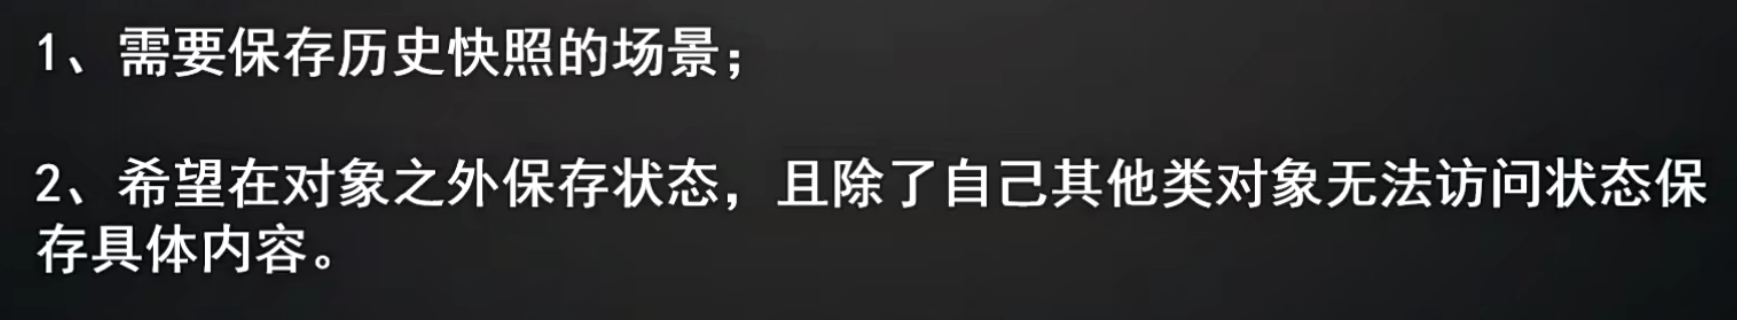 1、需要保存历史快照的场景；
2、希望在对象之外保存状态，且除了自己其他类对象无法访问状态保
存具体内容。